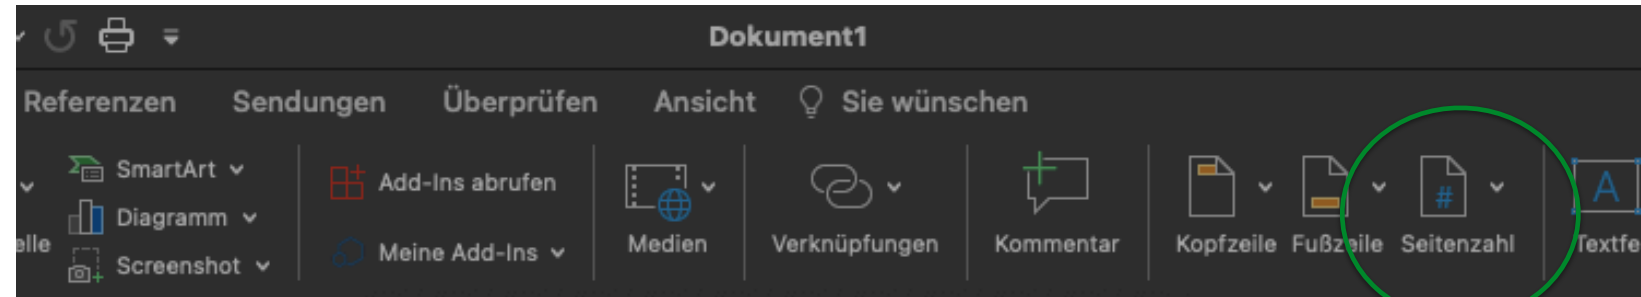 Dokument1
Referenzen Sendungen Überprüfen Ansicht Sie wünschen
SmartArt
Diagramm
Screenshot
Add-Ins abrufen
Meine Add-Ins
Medien
Verknüpfungen
Kommentar
Kopfzeile Fußzeile Seitenzahl
#
A